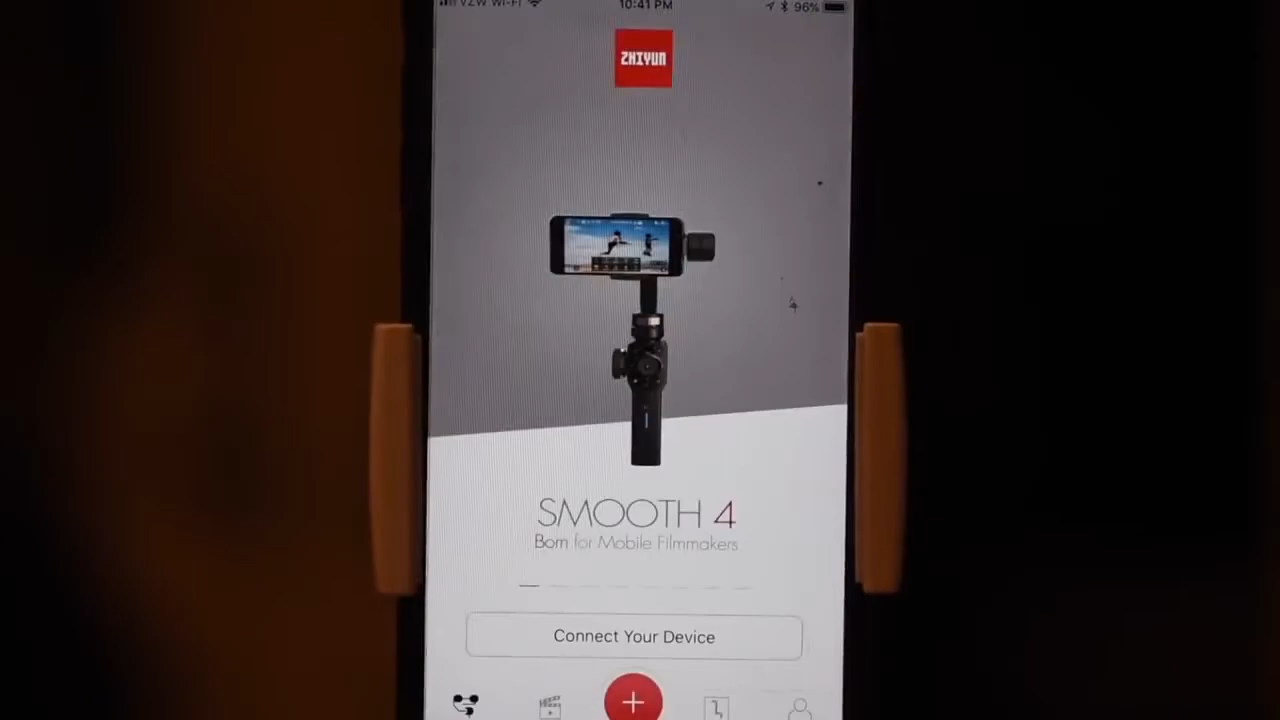 VZW Wi-Fi 10:41 PM 96%
ZHIYUN
SMOOTH 4
Born for Mobile Filmmakers
Connect Your Device